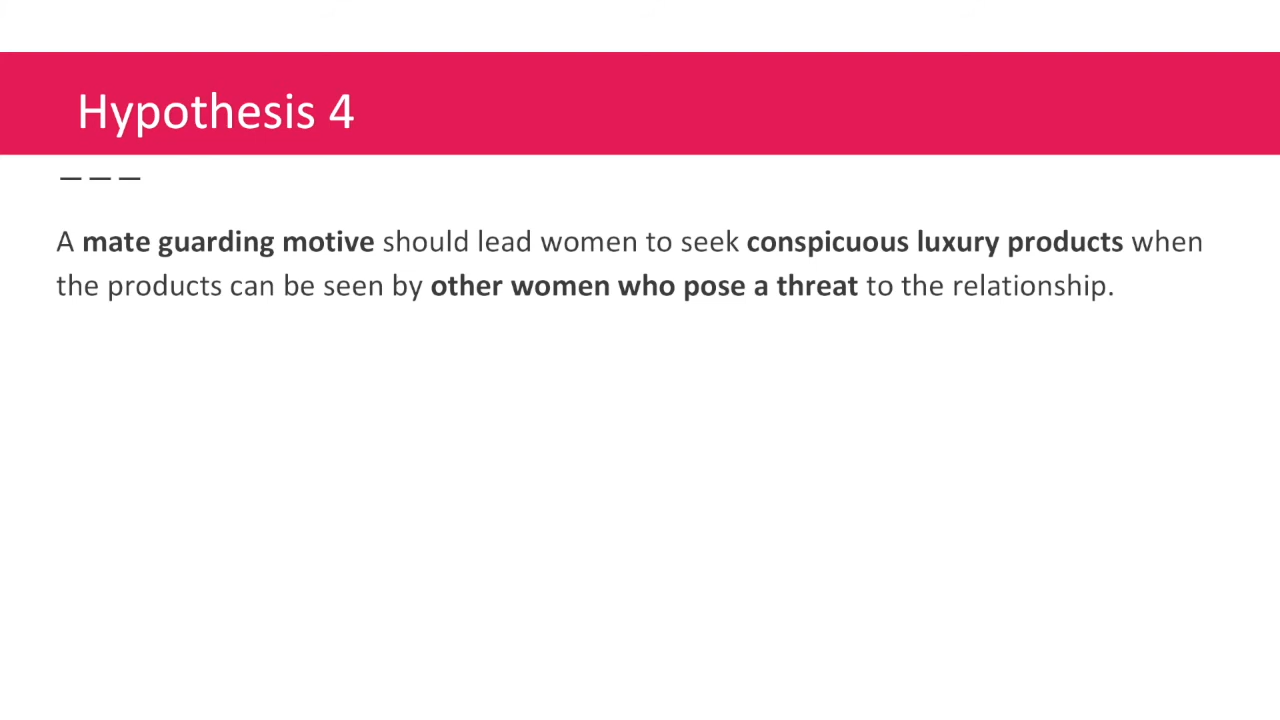 Hypothesis 4
A mate guarding motive should lead women to seek conspicuous luxury products when
the products can be seen by other women who pose a threat to the relationship.